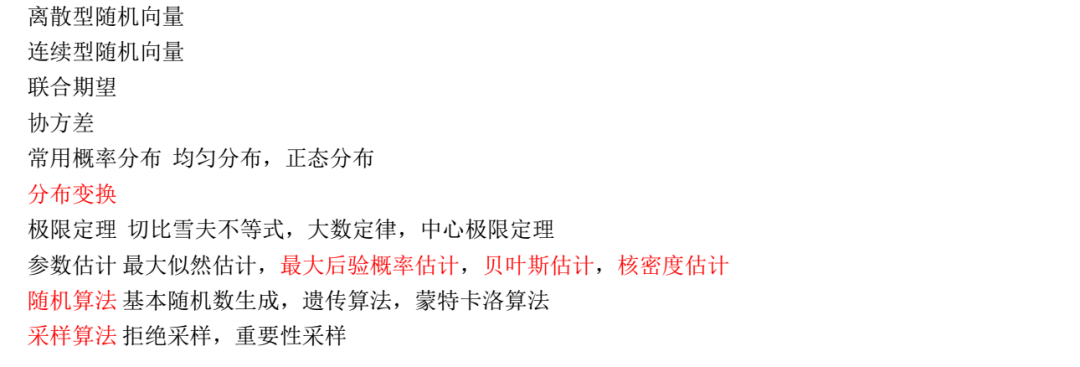 离散型随机向量
连续型随机向量
联合期望
协方差
常用概率分布 均匀分布，正态分布
分布变换
极限定理 切比雪夫不等式，大数定律，中心极限定理
参数估计 最大似然估计，最大后验概率估计，贝叶斯估计，核密度估计
随机算法 基本随机数生成，遗传算法，蒙特卡洛算法
采样算法 拒绝采样，重要性采样